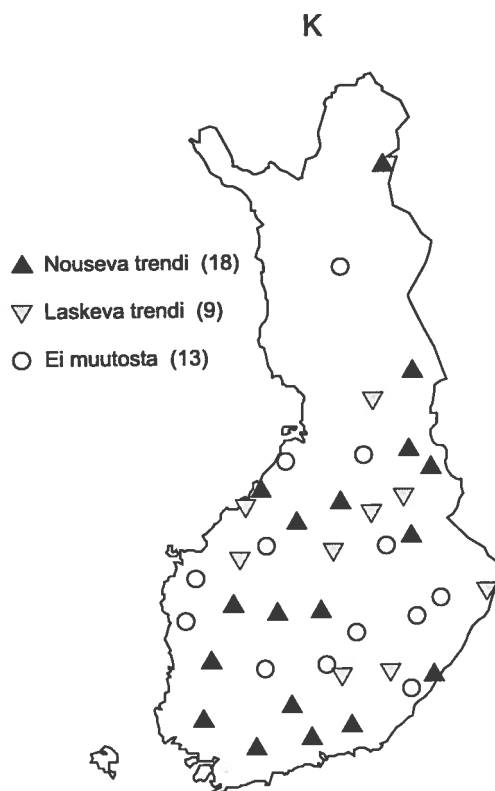 K
Nouseva trendi (18)
Laskeva trendi (9)
Ei muutosta (13)